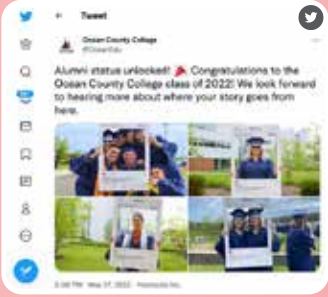 Tweet
Ocean County College
Alumni status unlocked! 🎉 Congratulations to the
Ocean County College class of 2022! We look forward
to hearing more about where your story goes from
here.
2022